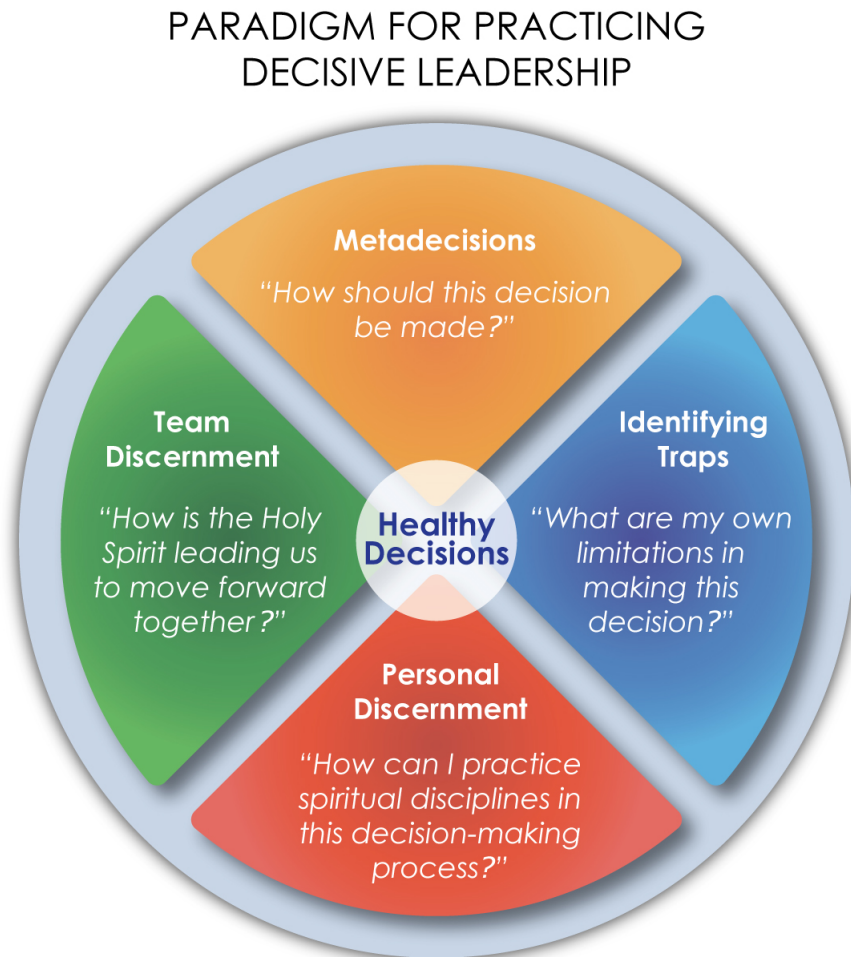 PARADIGM FOR PRACTICING
DECISIVE LEADERSHIP
Metadecisions
“How should this decision
be made?”
Team
Discernment
“How is the Holy
Spirit leading us
to move forward
together?”
Identifying
Traps
“What are my own
limitations in
making this
decision?”
Healthy
Decisions
Personal
Discernment
“How can I practice
spiritual disciplines in
this decision-making
process?”